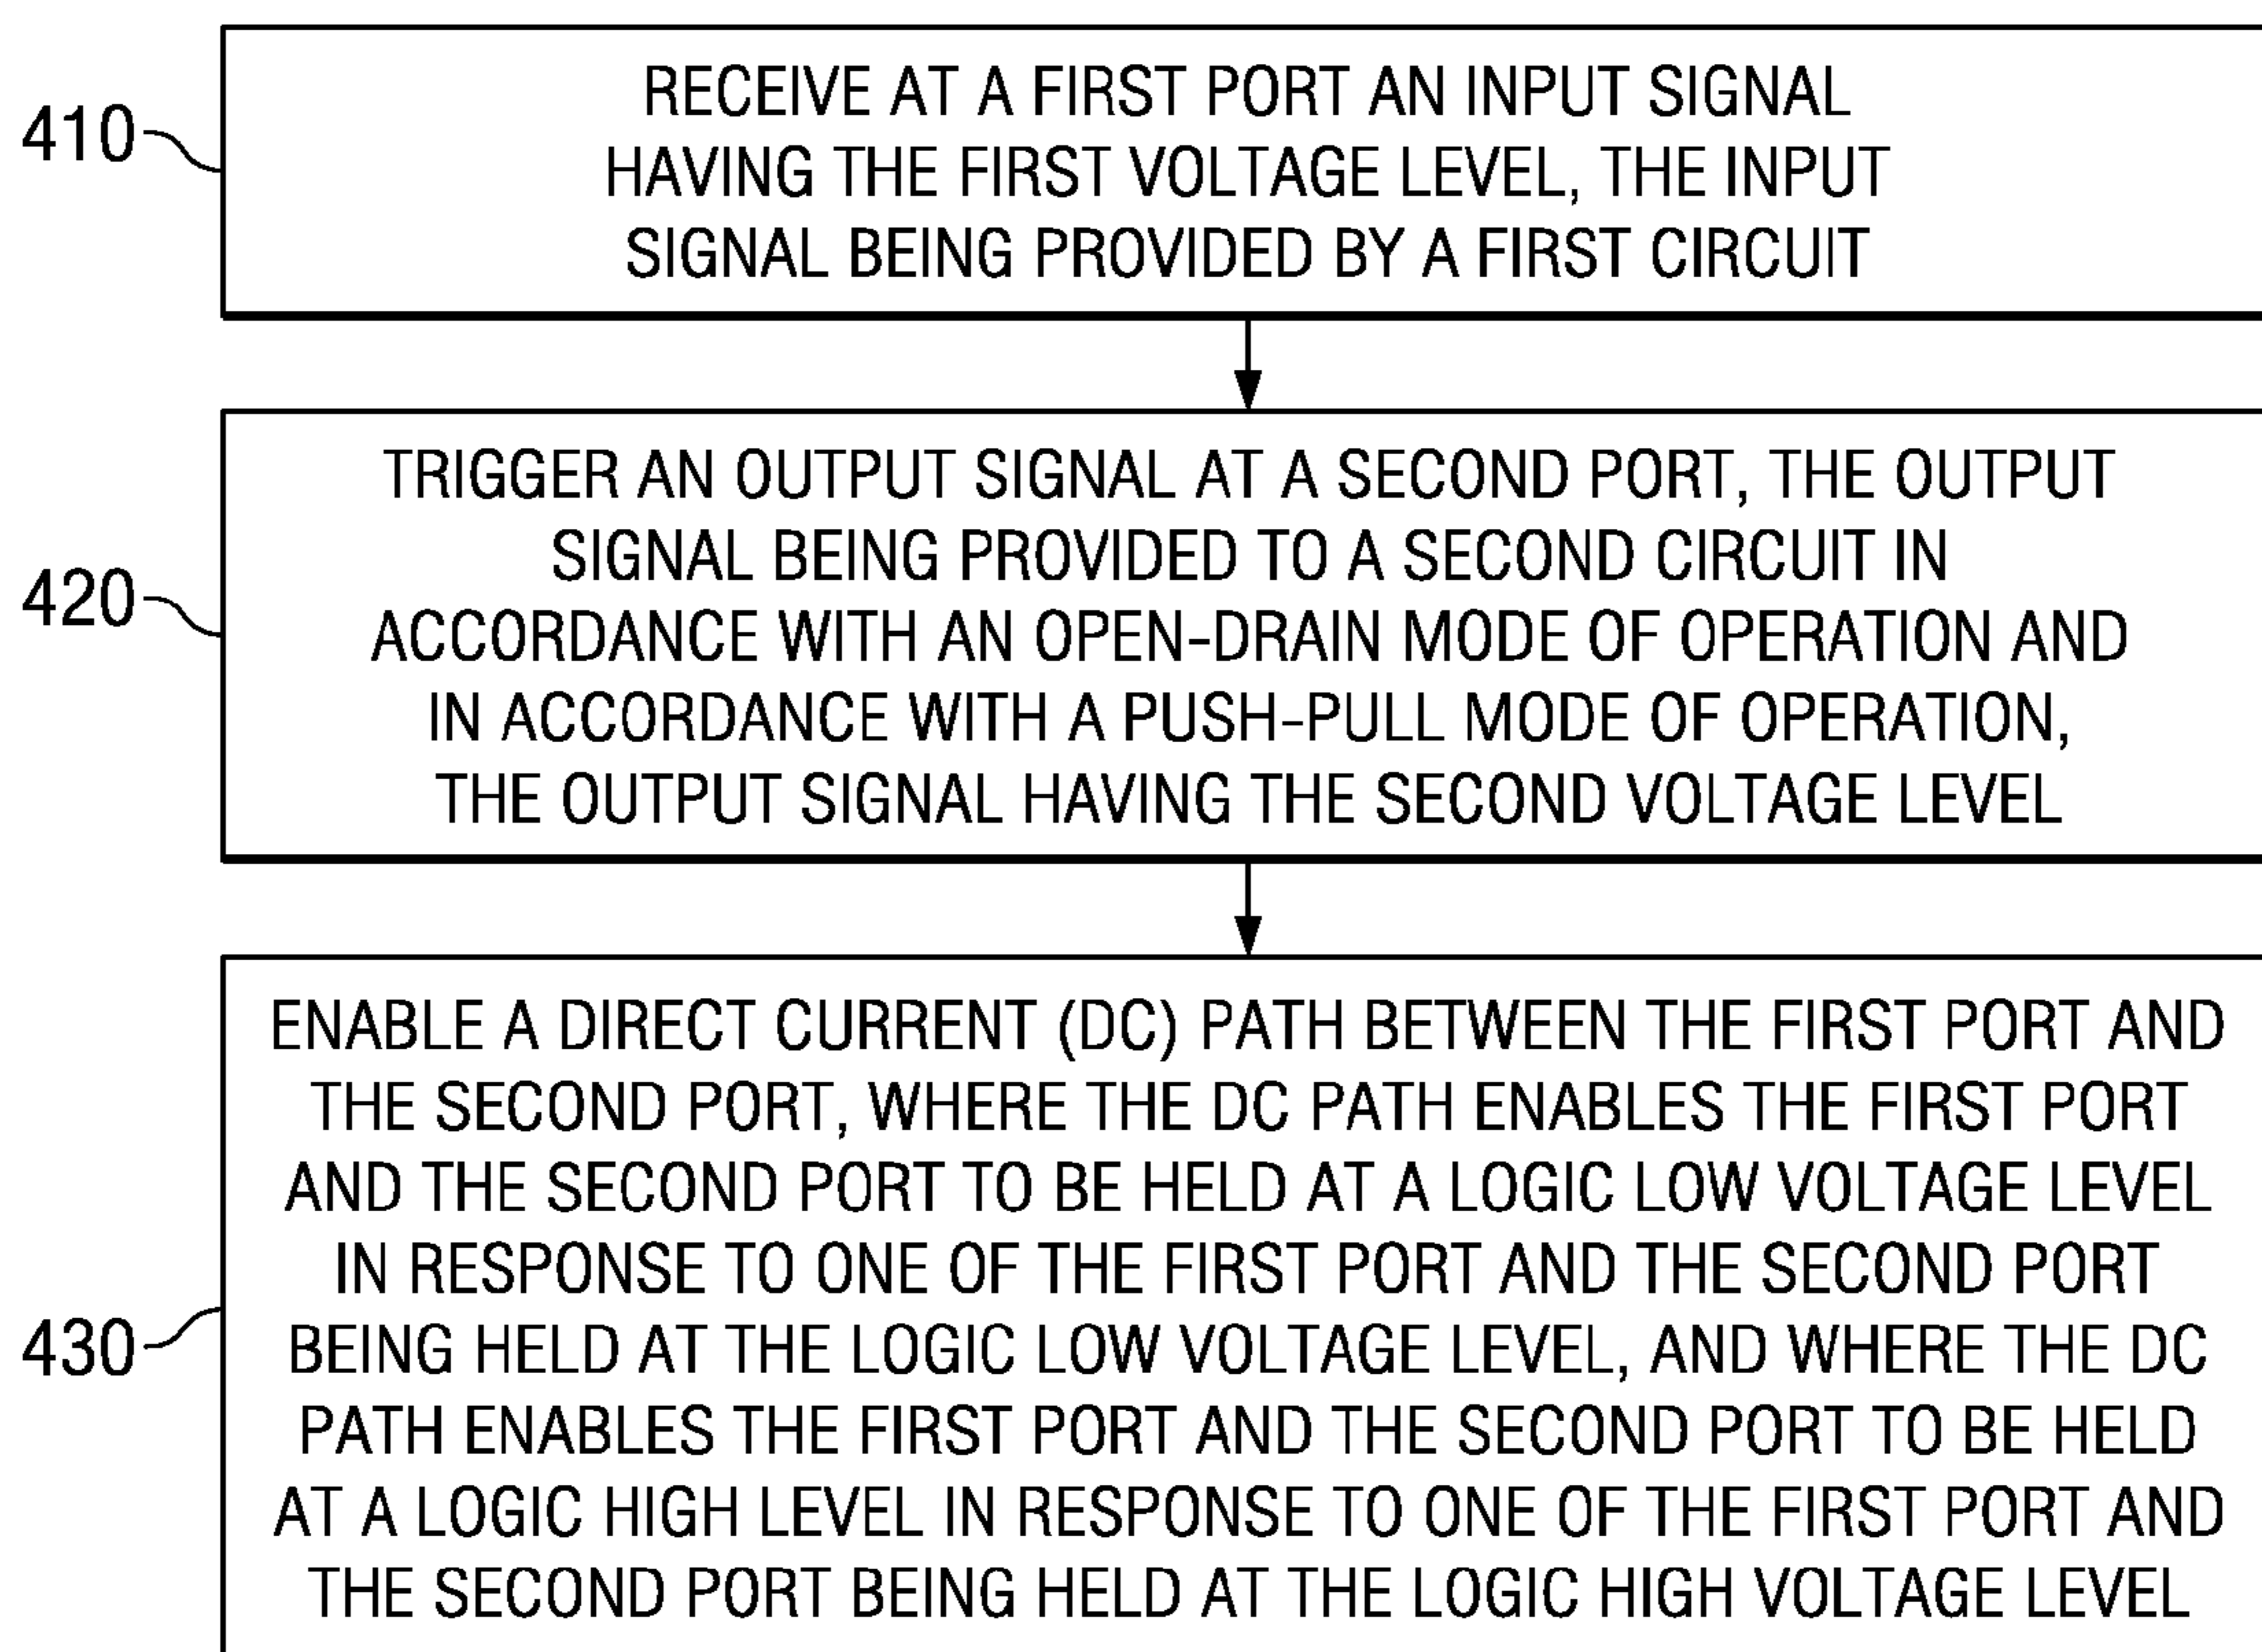 410
RECEIVE AT A FIRST PORT AN INPUT SIGNAL
HAVING THE FIRST VOLTAGE LEVEL, THE INPUT
SIGNAL BEING PROVIDED BY A FIRST CIRCUIT
420
TRIGGER AN OUTPUT SIGNAL AT A SECOND PORT, THE OUTPUT
SIGNAL BEING PROVIDED TO A SECOND CIRCUIT IN
ACCORDANCE WITH AN OPEN-DRAIN MODE OF OPERATION AND
IN ACCORDANCE WITH A PUSH-PULL MODE OF OPERATION,
THE OUTPUT SIGNAL HAVING THE SECOND VOLTAGE LEVEL
430
ENABLE A DIRECT CURRENT (DC) PATH BETWEEN THE FIRST PORT AND
THE SECOND PORT, WHERE THE DC PATH ENABLES THE FIRST PORT
AND THE SECOND PORT TO BE HELD AT A LOGIC LOW VOLTAGE LEVEL
IN RESPONSE TO ONE OF THE FIRST PORT AND THE SECOND PORT
BEING HELD AT THE LOGIC LOW VOLTAGE LEVEL, AND WHERE THE DC
PATH ENABLES THE FIRST PORT AND THE SECOND PORT TO BE HELD
AT A LOGIC HIGH LEVEL IN RESPONSE TO ONE OF THE FIRST PORT AND
THE SECOND PORT BEING HELD AT THE LOGIC HIGH VOLTAGE LEVEL